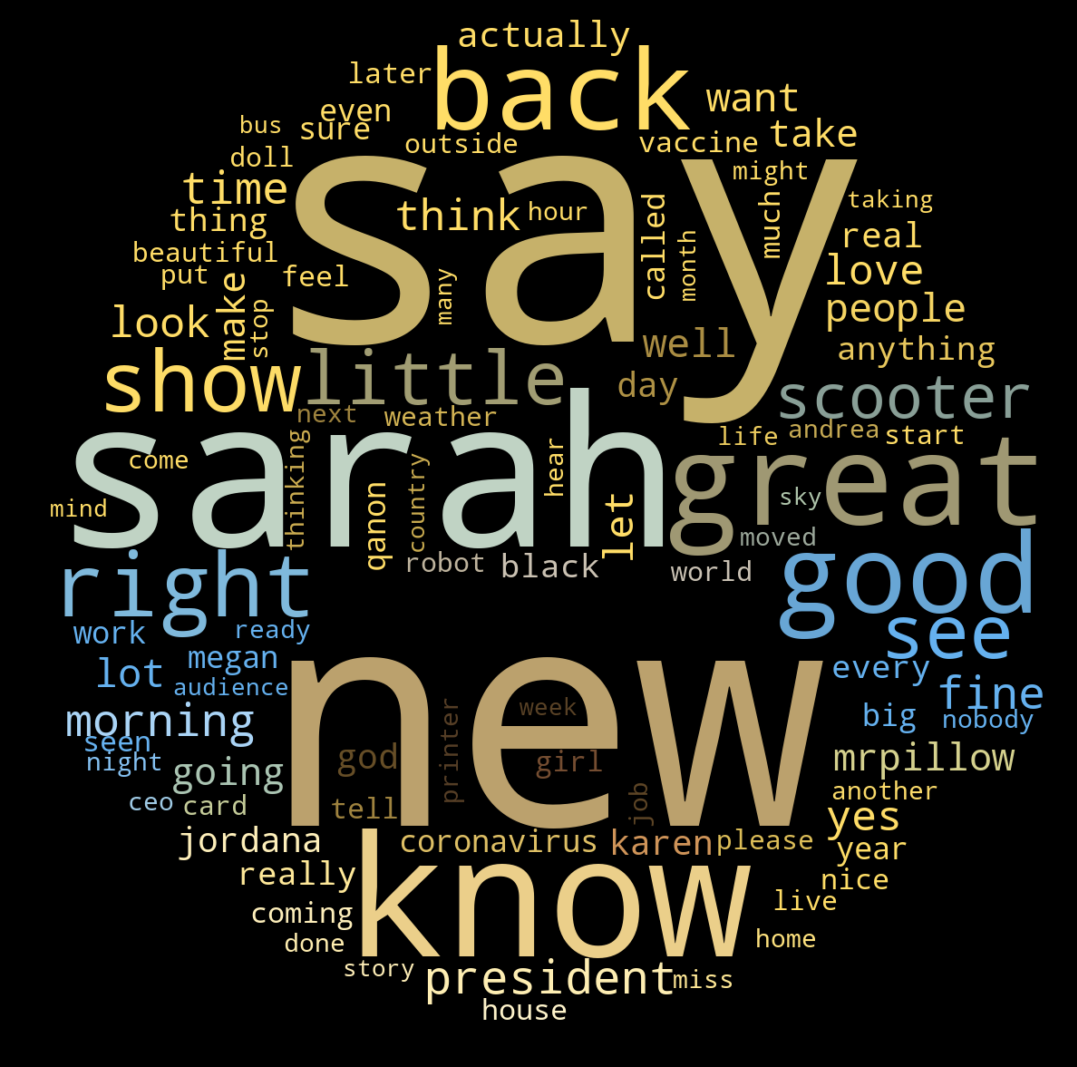 actually
later
back
want
even
bus
sure
outside
vaccine
take
doll
say
might
time
think
hour
called
much
taking
thing
month
real
beautiful
put
feel
many
love
make
stop
people
look
well
anything
show
little
day
scooter
next
weather
sarah
great
life
andrea
start
come
thinking
country
hear
sky
mind
qanon
let
moved
robot
black
world
right
good
work
ready
see
megan
new
every
lot
audience
fine
morning
week
big
nobody
seen
printer
night
god
girl
mrpillow
going
another
ceo
card
tell
job
yes
jordana
coronavirus
karen
please
year
really
know
nice
coming
live
done
home
story
president
miss
house